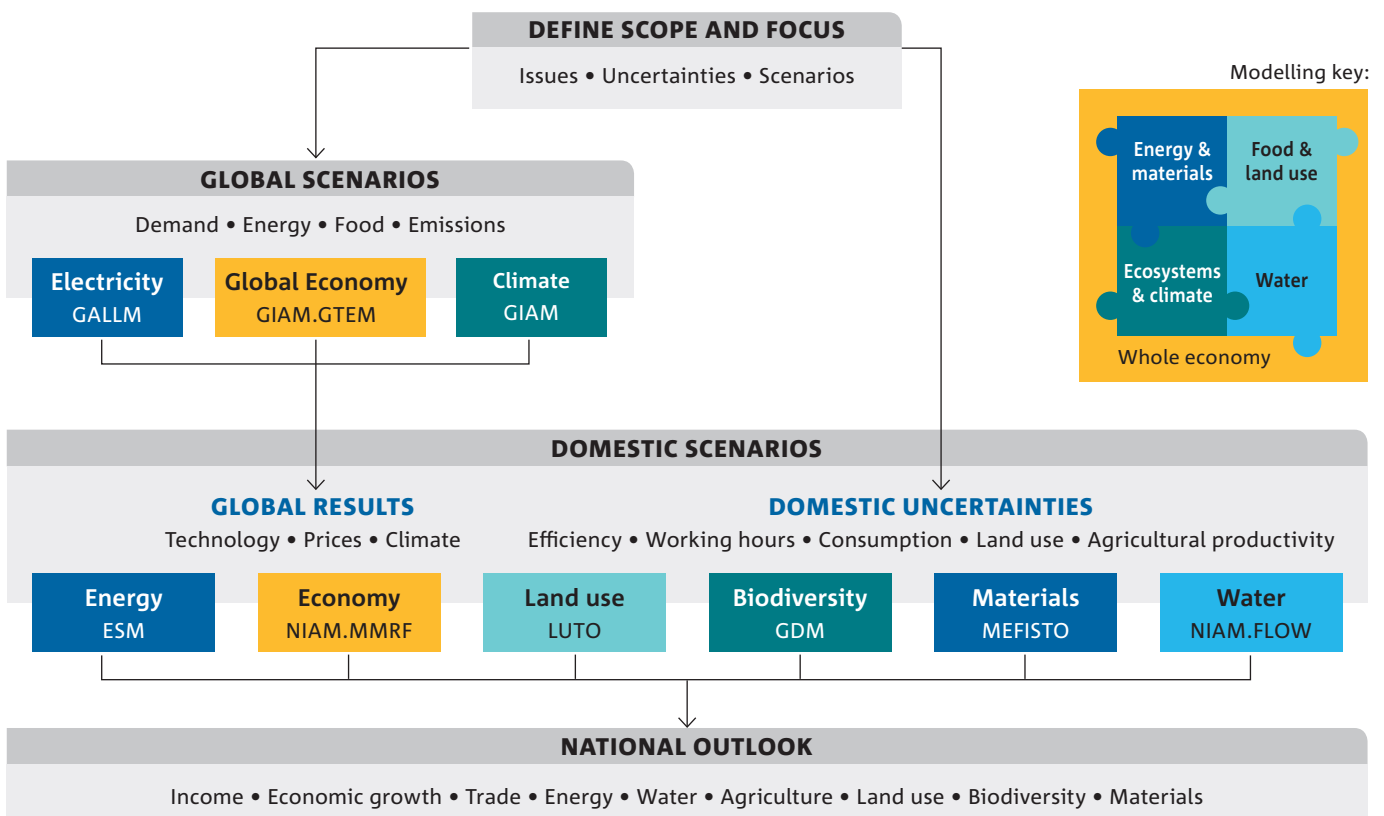 DEFINE SCOPE AND FOCUS
Issues • Uncertainties • Scenarios
Modelling key:
Energy &
materials
Food &
land use
Ecosystems
& climate
Water
Whole economy
GLOBAL SCENARIOS
Demand • Energy • Food • Emissions
Electricity
GALLM
Global Economy
GIAM.GTEM
Climate
GIAM
DOMESTIC SCENARIOS
GLOBAL RESULTS
Technology • Prices • Climate
DOMESTIC UNCERTAINTIES
Efficiency • Working hours • Consumption • Land use • Agricultural productivity
Energy
ESM
Economy
NIAM.MMRF
Land use
LUTO
Biodiversity
GDM
Materials
MEFISTO
Water
NIAM.FLOW
NATIONAL OUTLOOK
Income • Economic growth • Trade • Energy • Water • Agriculture • Land use • Biodiversity • Materials